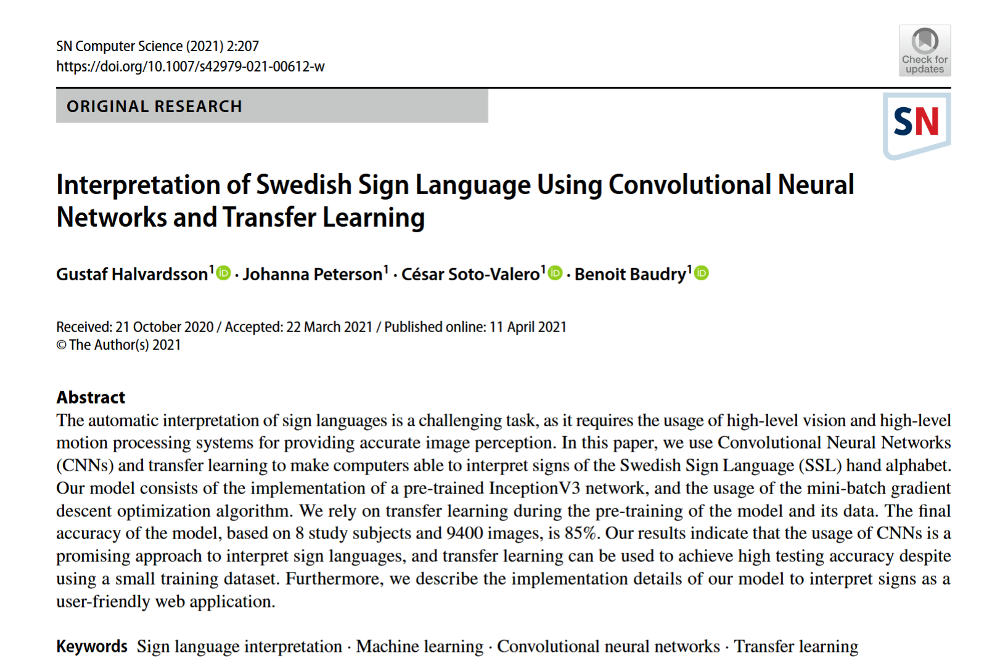 SN Computer Science (2021) 2:207
https://doi.org/10.1007/s42979-021-00612-w
Check for
updates
ORIGINAL RESEARCH
SN
Interpretation of Swedish Sign Language Using Convolutional Neural
Networks and Transfer Learning
Gustaf Halvardsson¹ iD · Johanna Peterson¹ · César Soto-Valero¹ iD · Benoit Baudry¹ iD
Received: 21 October 2020 / Accepted: 22 March 2021 / Published online: 11 April 2021
© The Author(s) 2021
Abstract
The automatic interpretation of sign languages is a challenging task, as it requires the usage of high-level vision and high-level
motion processing systems for providing accurate image perception. In this paper, we use Convolutional Neural Networks
(CNNs) and transfer learning to make computers able to interpret signs of the Swedish Sign Language (SSL) hand alphabet.
Our model consists of the implementation of a pre-trained InceptionV3 network, and the usage of the mini-batch gradient
descent optimization algorithm. We rely on transfer learning during the pre-training of the model and its data. The final
accuracy of the model, based on 8 study subjects and 9400 images, is 85%. Our results indicate that the usage of CNNs is a
promising approach to interpret sign languages, and transfer learning can be used to achieve high testing accuracy despite
using a small training dataset. Furthermore, we describe the implementation details of our model to interpret signs as a
user-friendly web application.
Keywords Sign language interpretation · Machine learning · Convolutional neural networks · Transfer learning